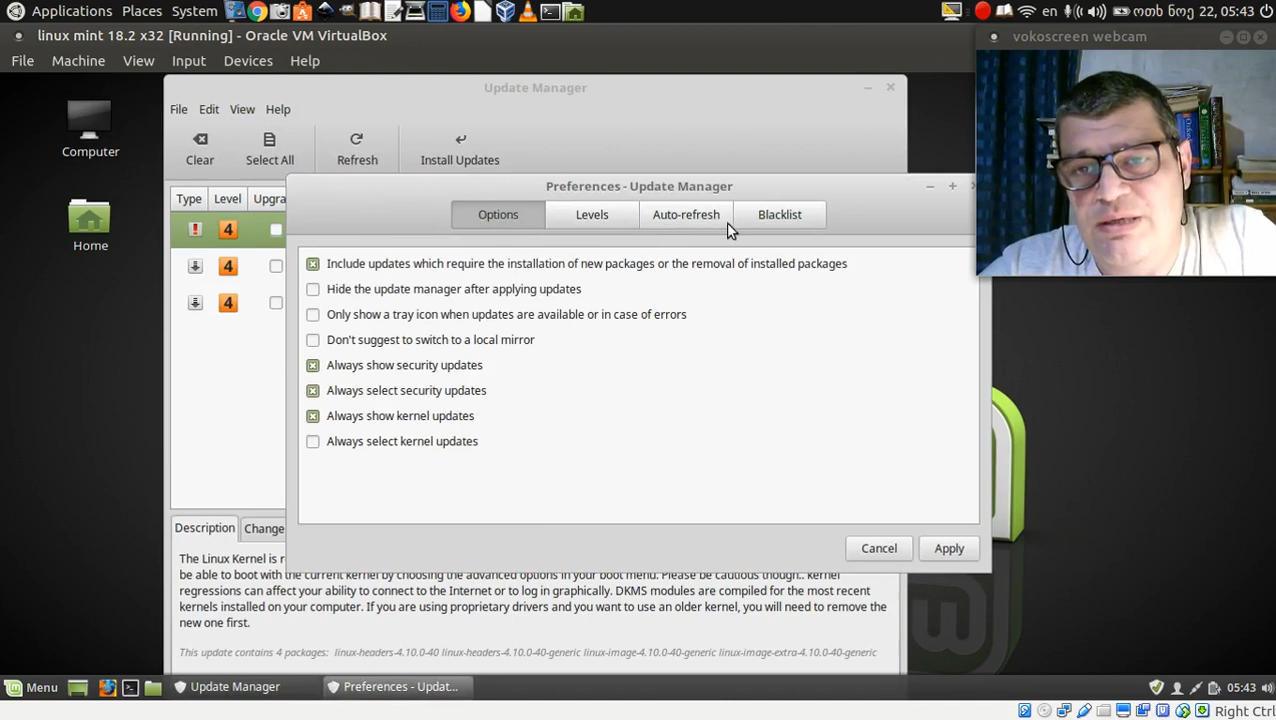 Applications Places System en ოთხ ნოე 22, 05:43
linux mint 18.2 x32 [Running] - Oracle VM VirtualBox
vokoscreen webcam
File Machine View Input Devices Help
Update Manager
File Edit View Help
Computer
Clear Select All Refresh Install Updates
Preferences - Update Manager
Type Level Upgra
Options Levels Auto-refresh Blacklist
4
Home
Include updates which require the installation of new packages or the removal of installed packages
4
Hide the update manager after applying updates
4
Only show a tray icon when updates are available or in case of errors
Don't suggest to switch to a local mirror
Always show security updates
Always select security updates
Always show kernel updates
Always select kernel updates
Description Change
Cancel Apply
The Linux Kernel is r
be able to boot with the current kernel by choosing the advanced options in your boot menu. Please be cautious though.. kernel
regressions can affect your ability to connect to the Internet or to log in graphically. DKMS modules are compiled for the most recent
kernels installed on your computer. If you are using proprietary drivers and you want to use an older kernel, you will need to remove the
new one first.
This update contains 4 packages: linux-headers-4.10.0-40 linux-headers-4.10.0-40-generic linux-image-4.10.0-40-generic linux-image-extra-4.10.0-40-generic
Menu Update Manager Preferences - Updat... 05:43
Right Ctrl